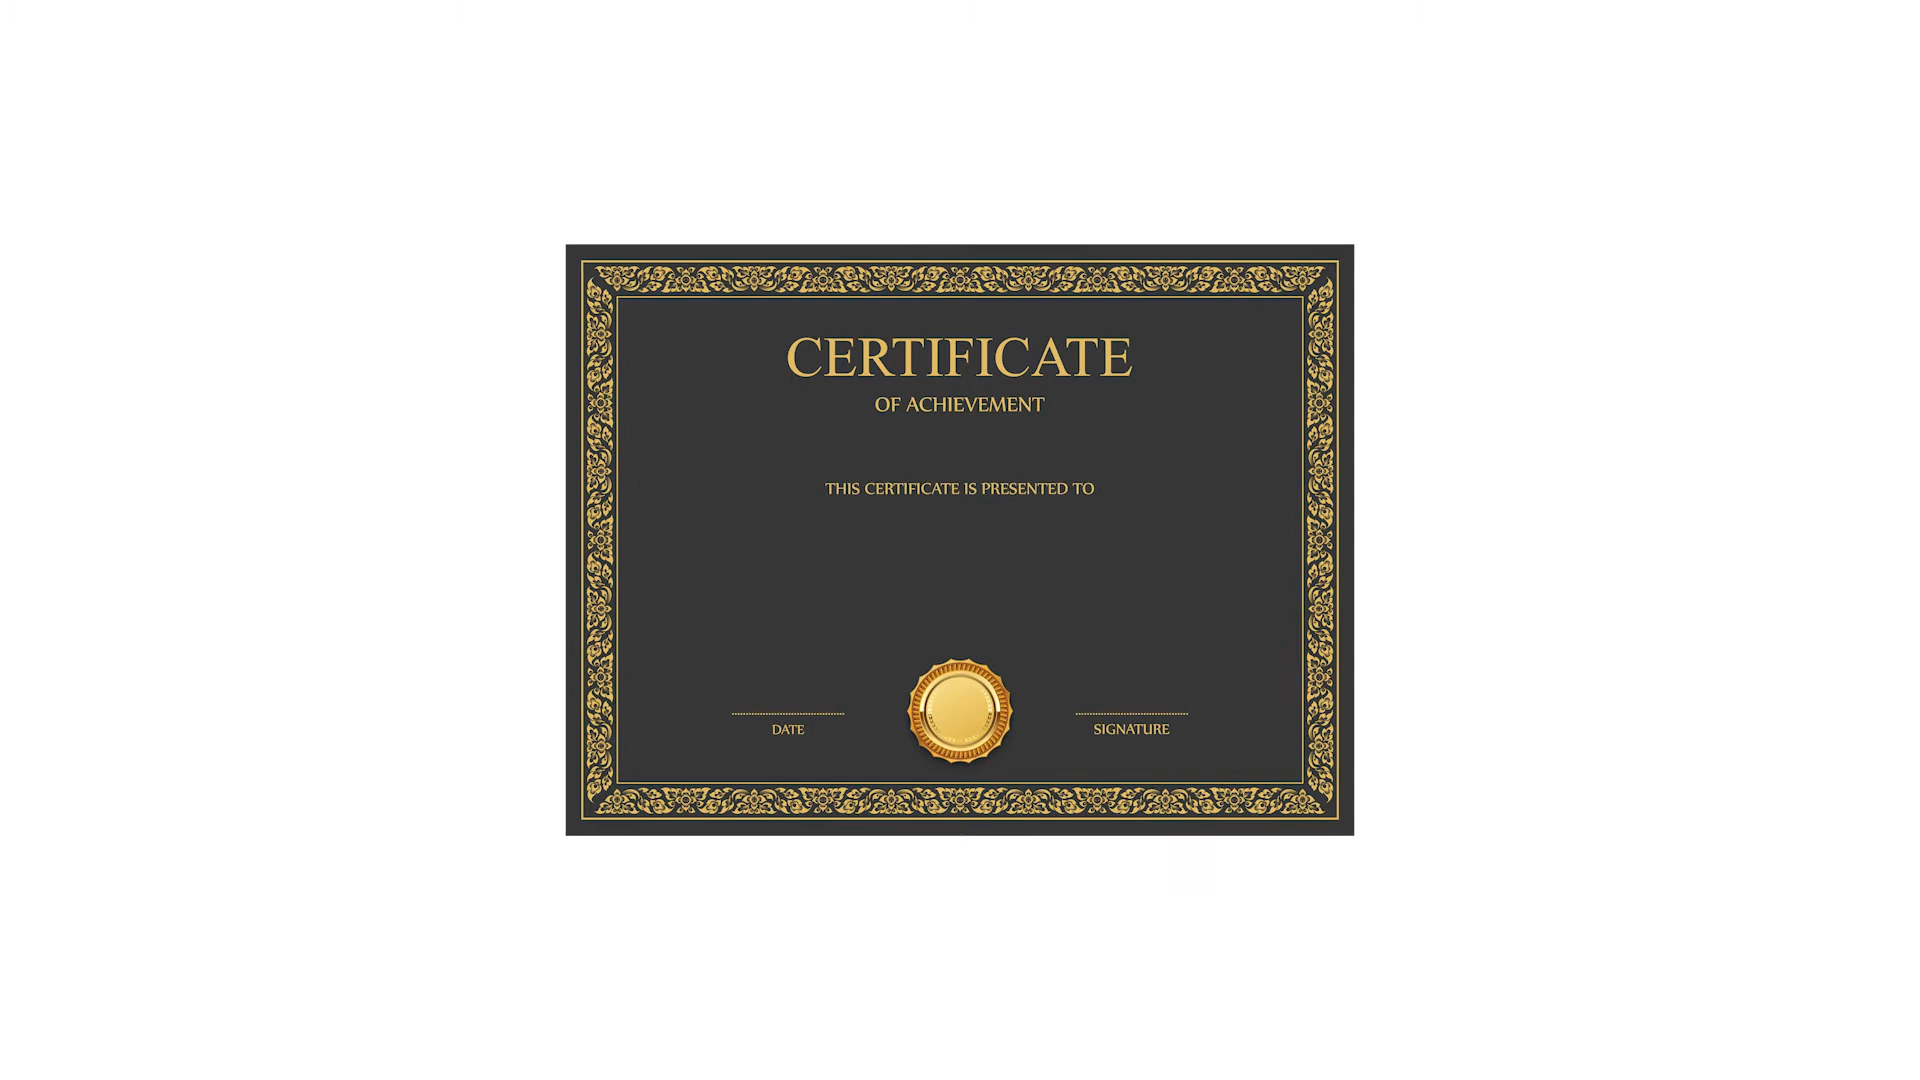 CERTIFICATE
OF ACHIEVEMENT
THIS CERTIFICATE IS PRESENTED TO
DATE
SIGNATURE